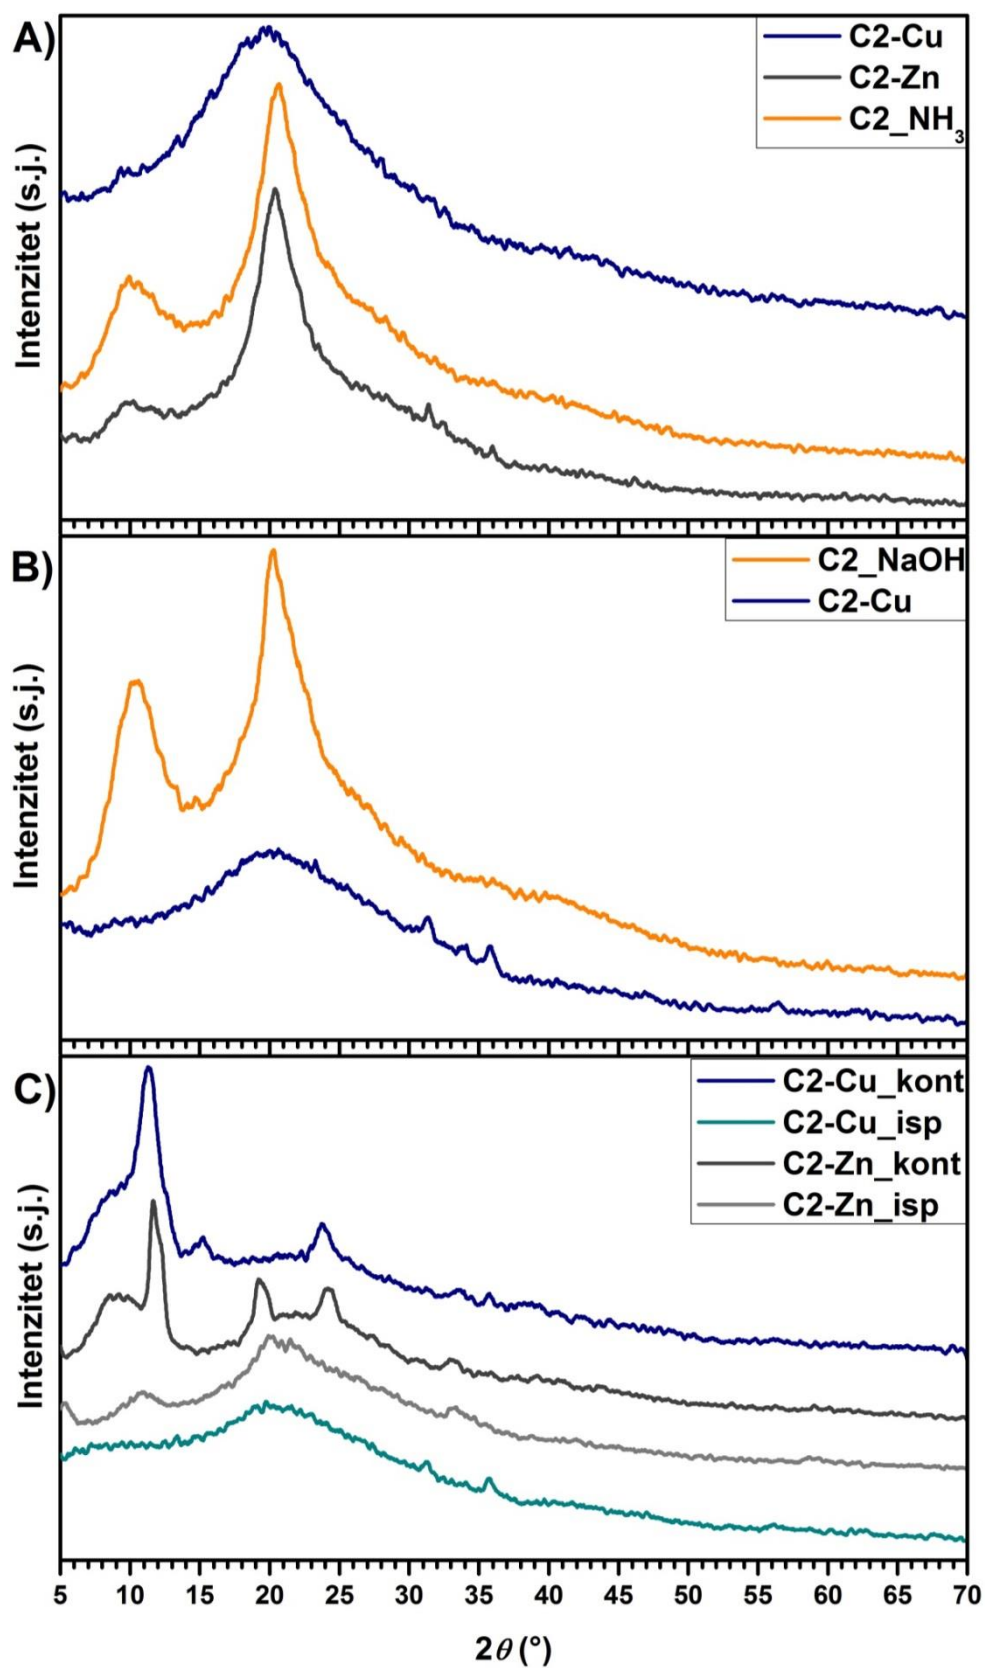 A)
C2-Cu
C2-Zn
C2_NH₃
Intenzitet (s.j.)
B)
C2_NaOH
C2-Cu
Intenzitet (s.j.)
C)
C2-Cu_kont
C2-Cu_isp
C2-Zn_kont
C2-Zn_isp
Intenzitet (s.j.)
5 10 15 20 25 30 35 40 45 50 55 60 65 70
2θ (°)